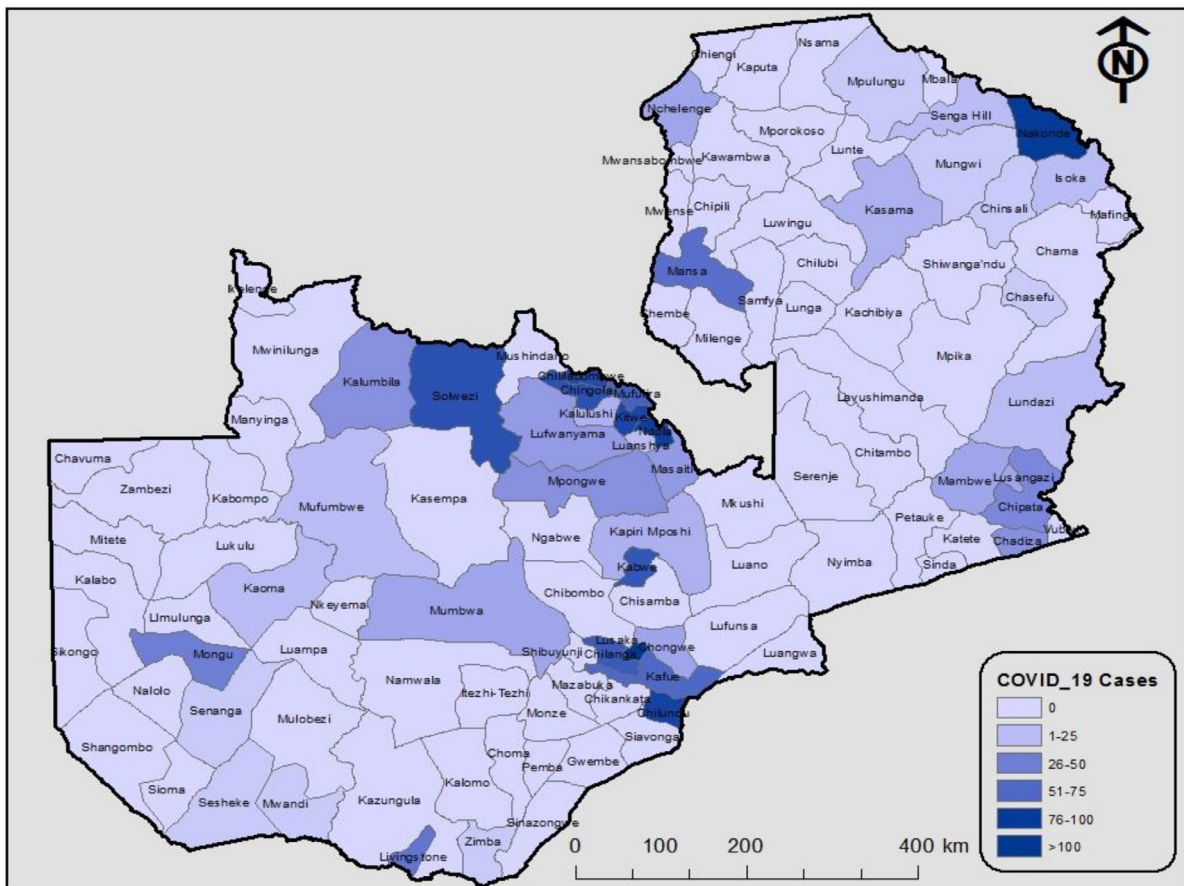 N
Chiengi
Kaputa
Nsama
Mpulungu
Mbala
Nchelenge
Senga Hill
Nakonde
Mporokoso
Mwansabombwe
Kawambwa
Lunte
Mungwi
Isoka
Mwense
Chipili
Kasama
Chinsali
Mafinga
Luwingu
Chama
Mansa
Chilubi
Shiwanga'ndu
Ikelenge
Samfya
Lunga
Chasefu
Chembe
Kachibiya
Milenge
Mwinilunga
Mushindano
Mpika
Kalumbila
Solwezi
Chililabombwe
Chingola
Mufulira
Lavushimanda
Lundazi
Manyinga
Kalulushi
Kitwe
Ndola
Lufwanyama
Luanshya
Chitambo
Chavuma
Masaiti
Lusangazi
Zambezi
Kabompo
Kasempa
Mpongwe
Serenje
Mambwe
Mufumbwe
Mkushi
Chipata
Petauke
Mitete
Lukulu
Ngabwe
Kapiri Mposhi
Katete
Chadiza
Luano
Nyimba
Sinda
Kalabo
Kaoma
Kabwe
Nkeyema
Chibombo
Chisamba
LImulunga
Mumbwa
Lufunsa
Sikongo
Mongu
Luampa
Lusaka
Chongwe
Shibuyunji
Chilanga
Luangwa
Nalolo
Namwala
Kafue
Itezhi-Tezhi
Mazabuka
Chikankata
Senanga
Mulobezi
Monze
Chilundu
Shangombo
Siavonga
Choma
Pemba
Gwembe
Sioma
Sesheke
Mwandi
Kazungula
Kalomo
Sinazongwe
Zimba
Livingstone
0
200
400 km
COVID_19 Cases
0
1-25
26-50
51-75
76-100
>100